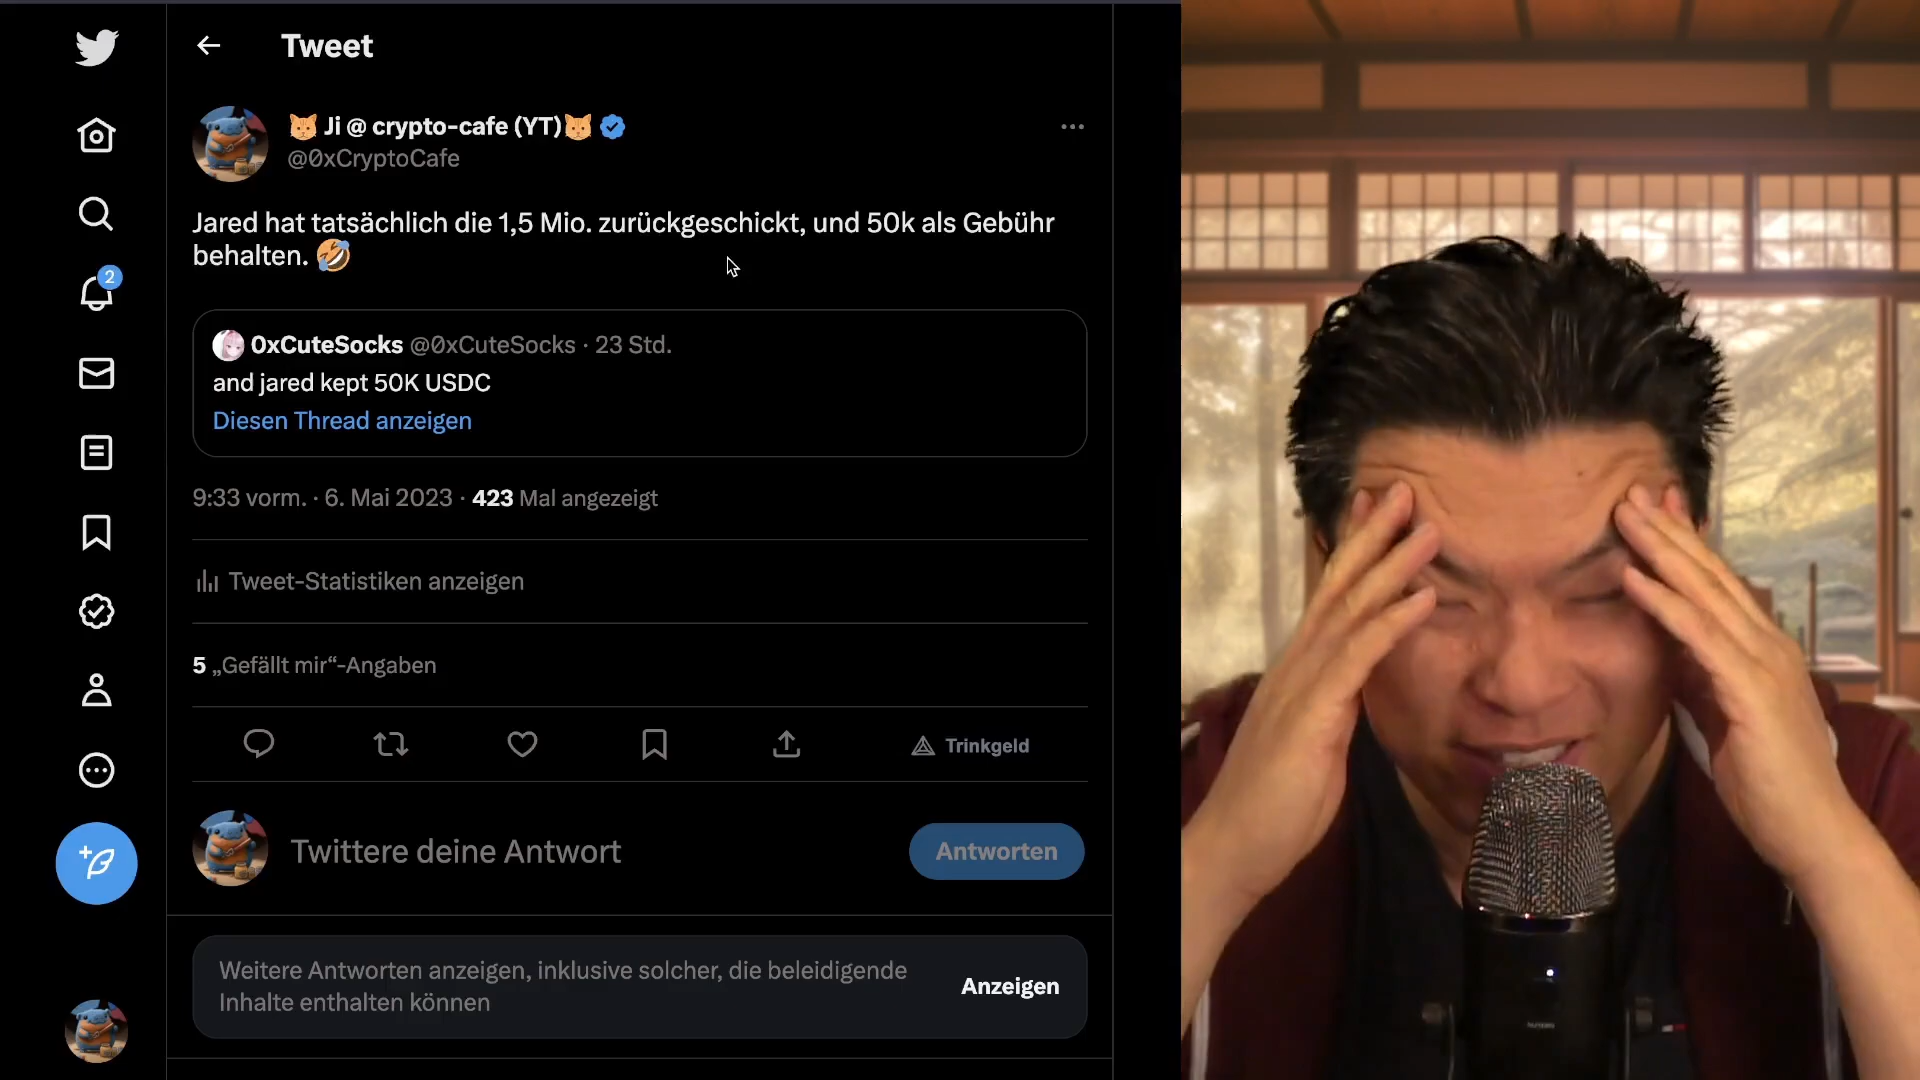 Tweet
🐱 Ji @ crypto-cafe (YT)🐱
@0xCryptoCafe
Jared hat tatsächlich die 1,5 Mio. zurückgeschickt, und 50k als Gebühr
behalten. 🤣
0xCuteSocks @0xCuteSocks · 23 Std.
and jared kept 50K USDC
Diesen Thread anzeigen
9:33 vorm. · 6. Mai 2023 · 423 Mal angezeigt
Tweet-Statistiken anzeigen
5 „Gefällt mir“-Angaben
Trinkgeld
Twittere deine Antwort
Antworten
Weitere Antworten anzeigen, inklusive solcher, die beleidigende
Inhalte enthalten können
Anzeigen
2